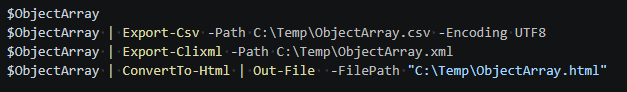 $ObjectArray
$ObjectArray | Export-Csv -Path C:\Temp\ObjectArray.csv -Encoding UTF8
$ObjectArray | Export-Clixml -Path C:\Temp\ObjectArray.xml
$ObjectArray | ConvertTo-Html | Out-File  -FilePath "C:\Temp\ObjectArray.html"